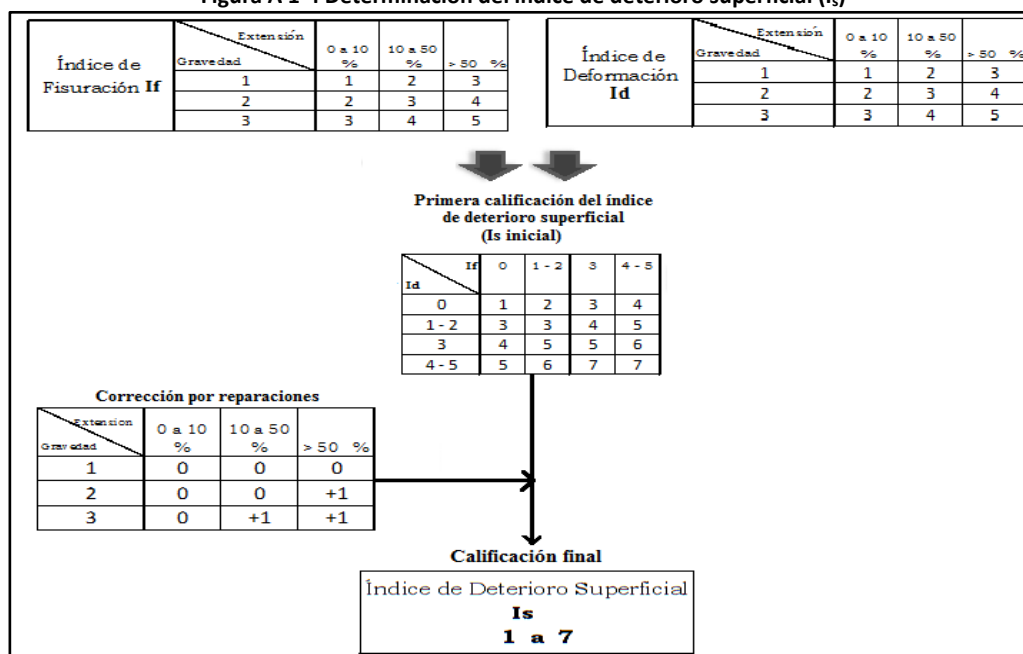 Figura A-1- . Determinación del índice de deterioro superficial (Is)
Índice de
Fisuración If
Extensión
Gravedad
0 a 10 %
10 a 50 %
> 50 %
1 1 2 3
2 2 3 4
3 3 4 5
Índice de
Deformación
Id
Extensión
Gravedad
0 a 10 %
10 a 50 %
> 50 %
1 1 2 3
2 2 3 4
3 3 4 5
Primera calificación del índice
de deterioro superficial
(Is inicial)
If 0 1 - 2 3 4 - 5
Id
0 1 2 3 4
1 - 2 3 3 4 5
3 4 5 5 6
4 - 5 5 6 7 7
Corrección por reparaciones
Extension
Gravedad
0 a 10 %
10 a 50 %
> 50 %
1 0 0 0
2 0 0 +1
3 0 +1 +1
Calificación final
Índice de Deterioro Superficial
Is
1 a 7